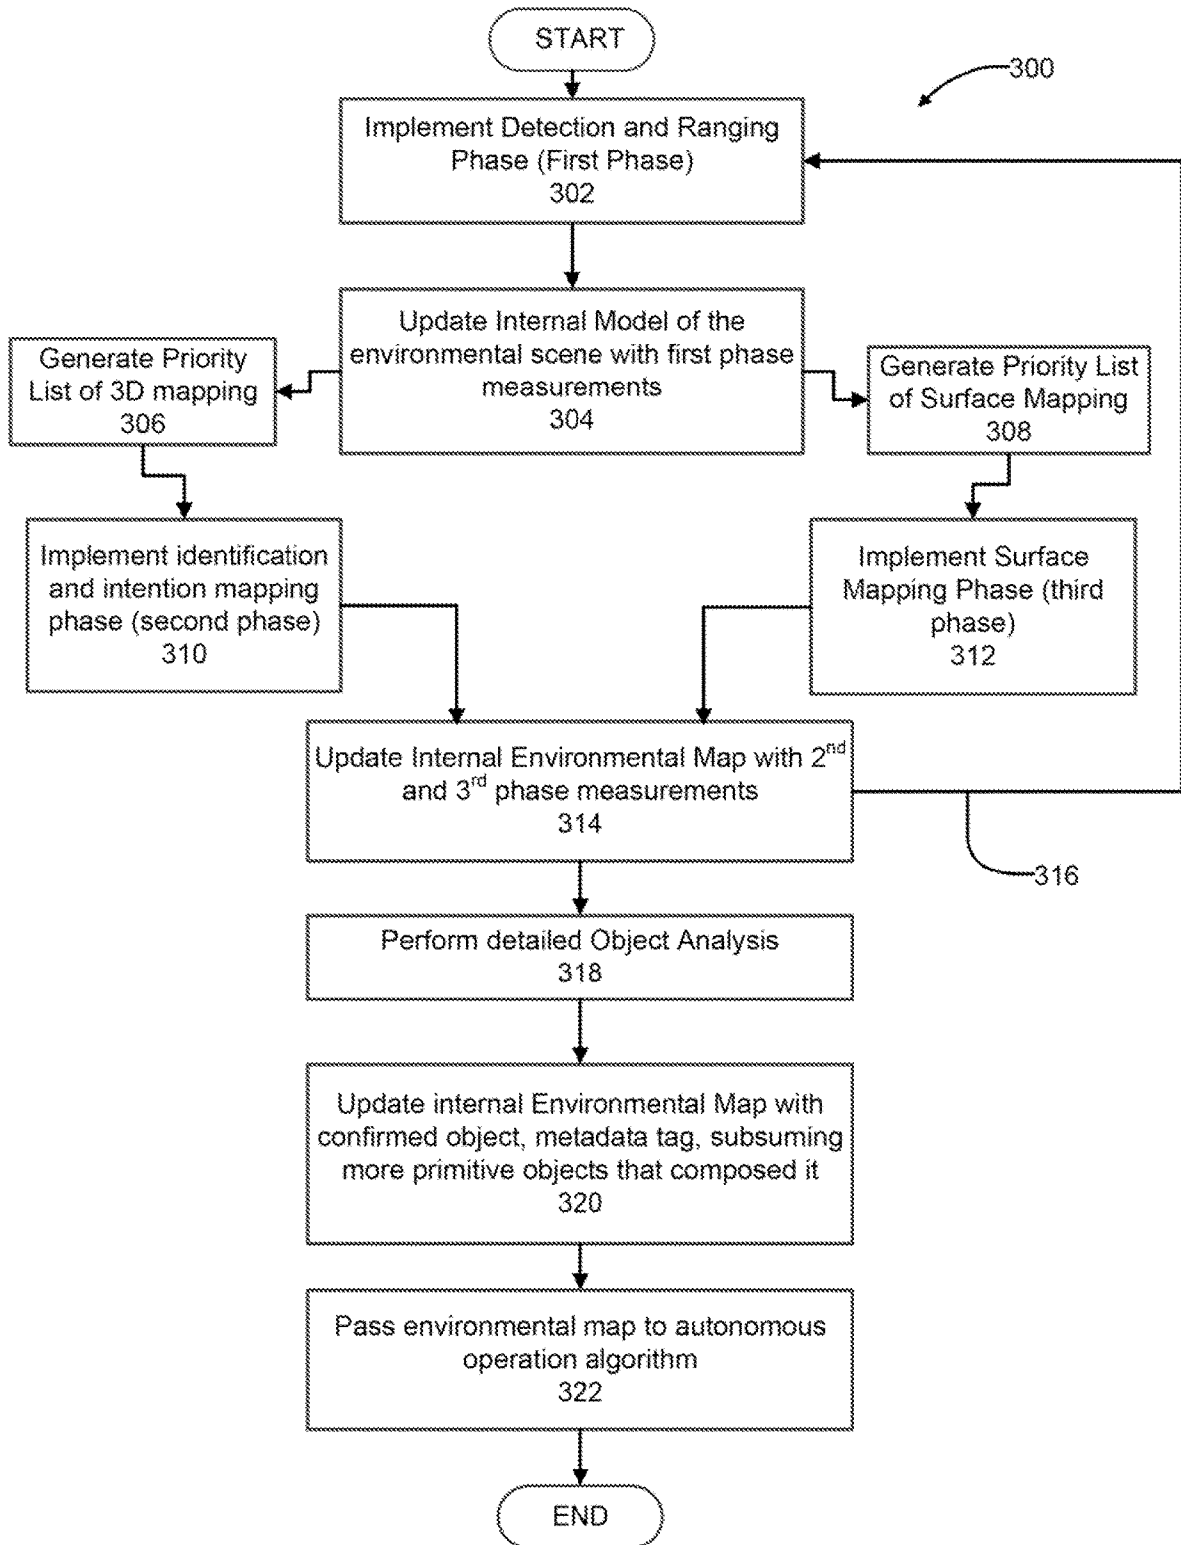 START
300
Implement Detection and Ranging
Phase (First Phase)
302
Update Internal Model of the
environmental scene with first phase
measurements
304
Generate Priority
List of 3D mapping
306
Generate Priority List
of Surface Mapping
308
Implement identification
and intention mapping
phase (second phase)
310
Implement Surface
Mapping Phase (third
phase)
312
Update Internal Environmental Map with 2nd
and 3rd phase measurements
314
316
Perform detailed Object Analysis
318
Update internal Environmental Map with
confirmed object, metadata tag, subsuming
more primitive objects that composed it
320
Pass environmental map to autonomous
operation algorithm
322
END